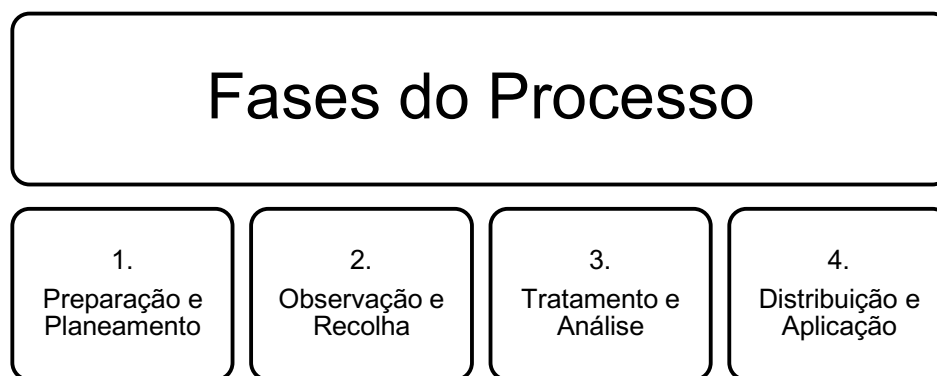 Fases do Processo
1.
Preparação e
Planeamento
2.
Observação e
Recolha
3.
Tratamento e
Análise
4.
Distribuição e
Aplicação